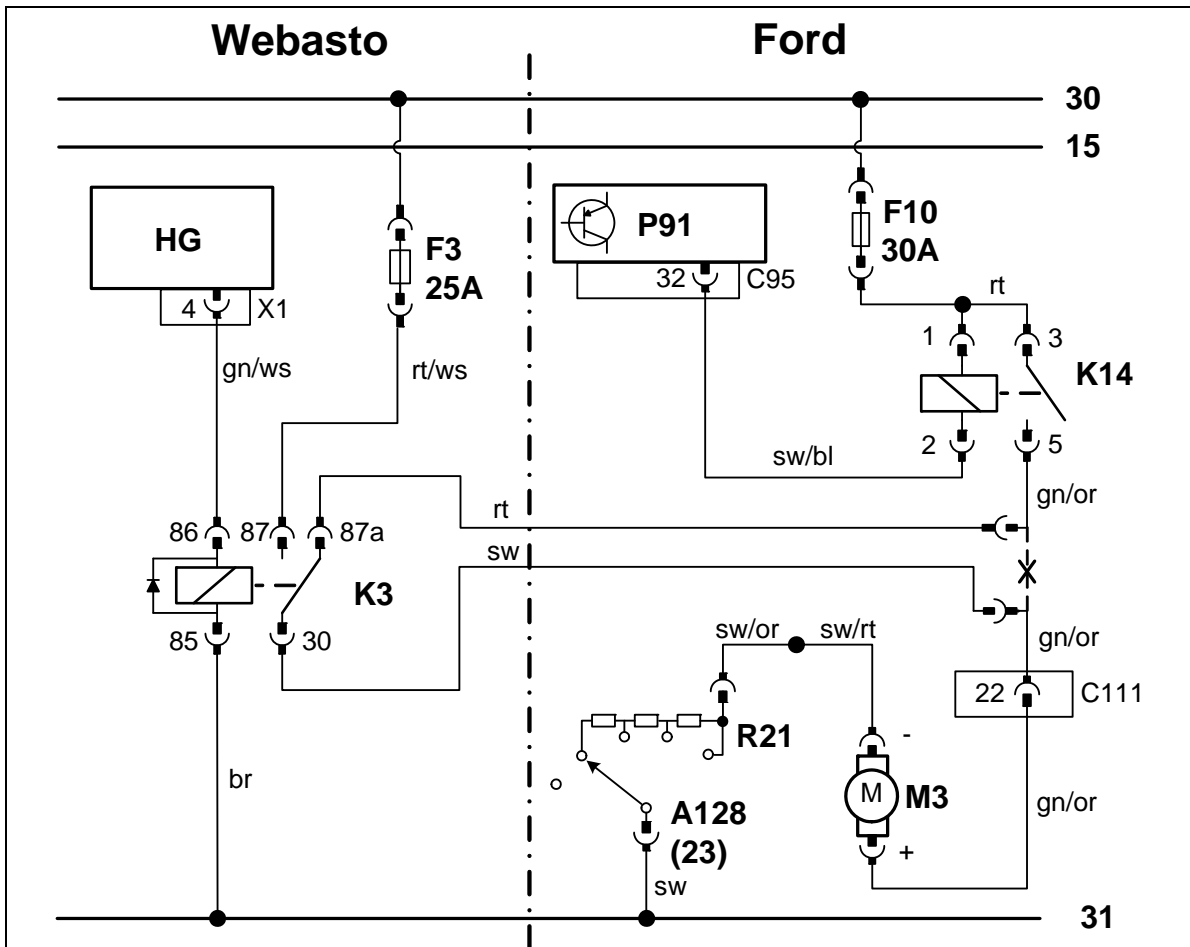 Webasto
Ford
30
15
HG
4
X1
F3
25A
P91
32
C95
F10
30A
rt
1
3
K14
gn/ws
rt/ws
2
5
sw/bl
gn/or
rt
86
87
87a
sw
K3
85
30
sw/or
sw/rt
gn/or
22
C111
R21
-
M
M3
br
A128
(23)
gn/or
+
sw
31